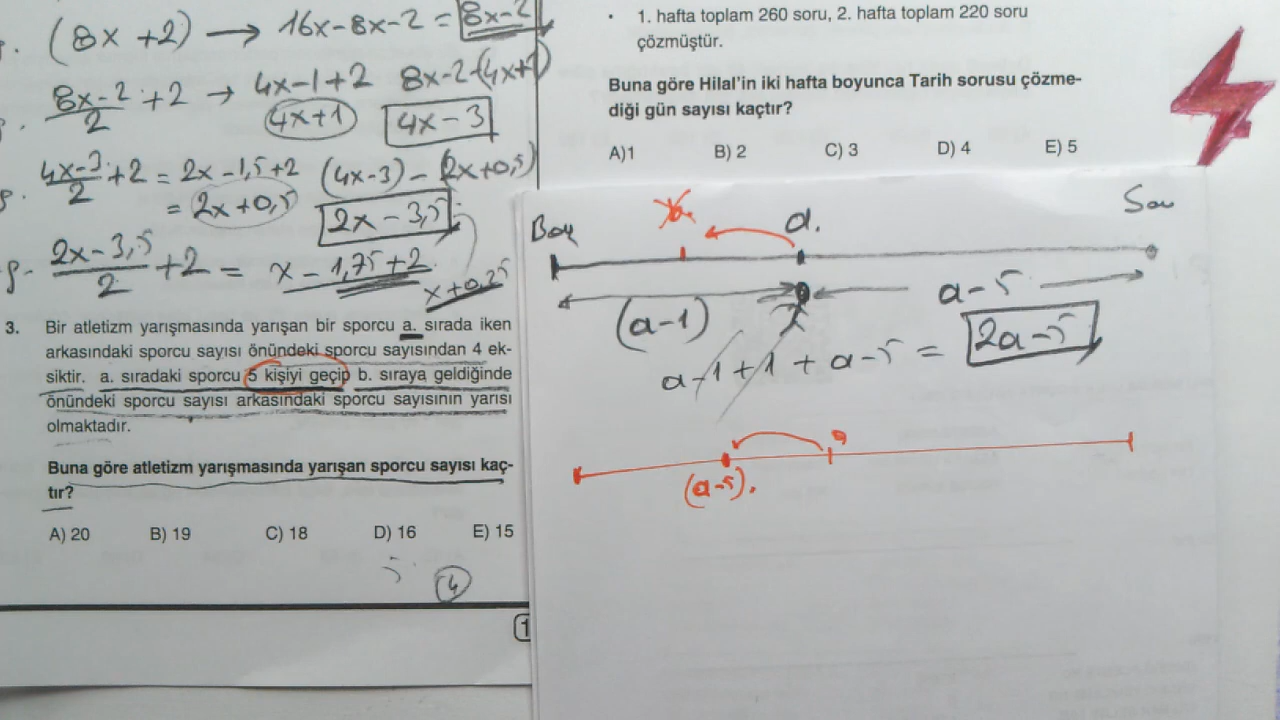 (8x +2) → 16x-8x-2 = 8x-2
8x-2/2 +2 → 4x-1+2 8x-2-(4x+1)
4x+1 4x-3
4x-3/2 +2 = 2x-1,5+2 (4x-3) - (2x+0,5)
= 2x+0,5 2x-3,5
2x-3,5/2 +2 = x-1,75+2
x+0,25
3. Bir atletizm yarışmasında yarışan bir sporcu a. sırada iken
arkasındaki sporcu sayısı önündeki sporcu sayısından 4 ek-
siktir. a. sıradaki sporcu 5 kişiyi geçip b. sıraya geldiğinde
önündeki sporcu sayısı arkasındaki sporcu sayısının yarısı
olmaktadır.
Buna göre atletizm yarışmasında yarışan sporcu sayısı kaç-
tır?
A) 20 B) 19 C) 18 D) 16 E) 15
4
1
• 1. hafta toplam 260 soru, 2. hafta toplam 220 soru
çözmüştür.
Buna göre Hilal'in iki hafta boyunca Tarih sorusu çözme-
diği gün sayısı kaçtır?
A)1 B) 2 C) 3 D) 4 E) 5
a. Son
(a-1) a-5
a-1+1+a-5 = 2a-5
(a-5).